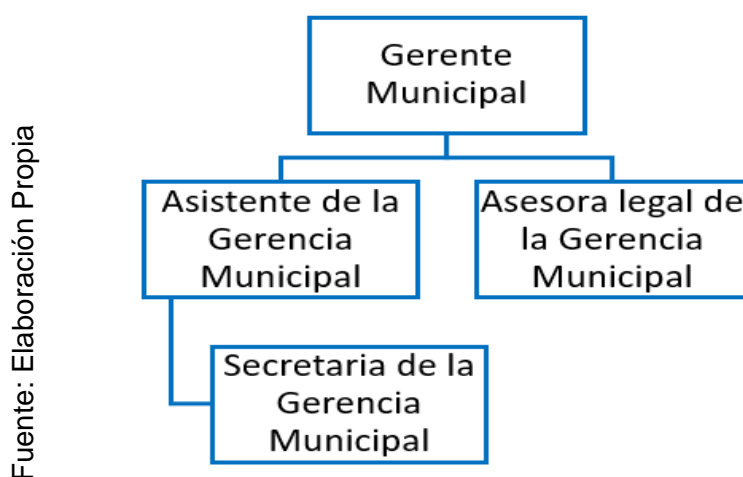 Gerente
Municipal
Asistente de la
Gerencia
Municipal
Asesora legal de
la Gerencia
Municipal
Secretaria de la
Gerencia
Municipal
Fuente: Elaboración Propia